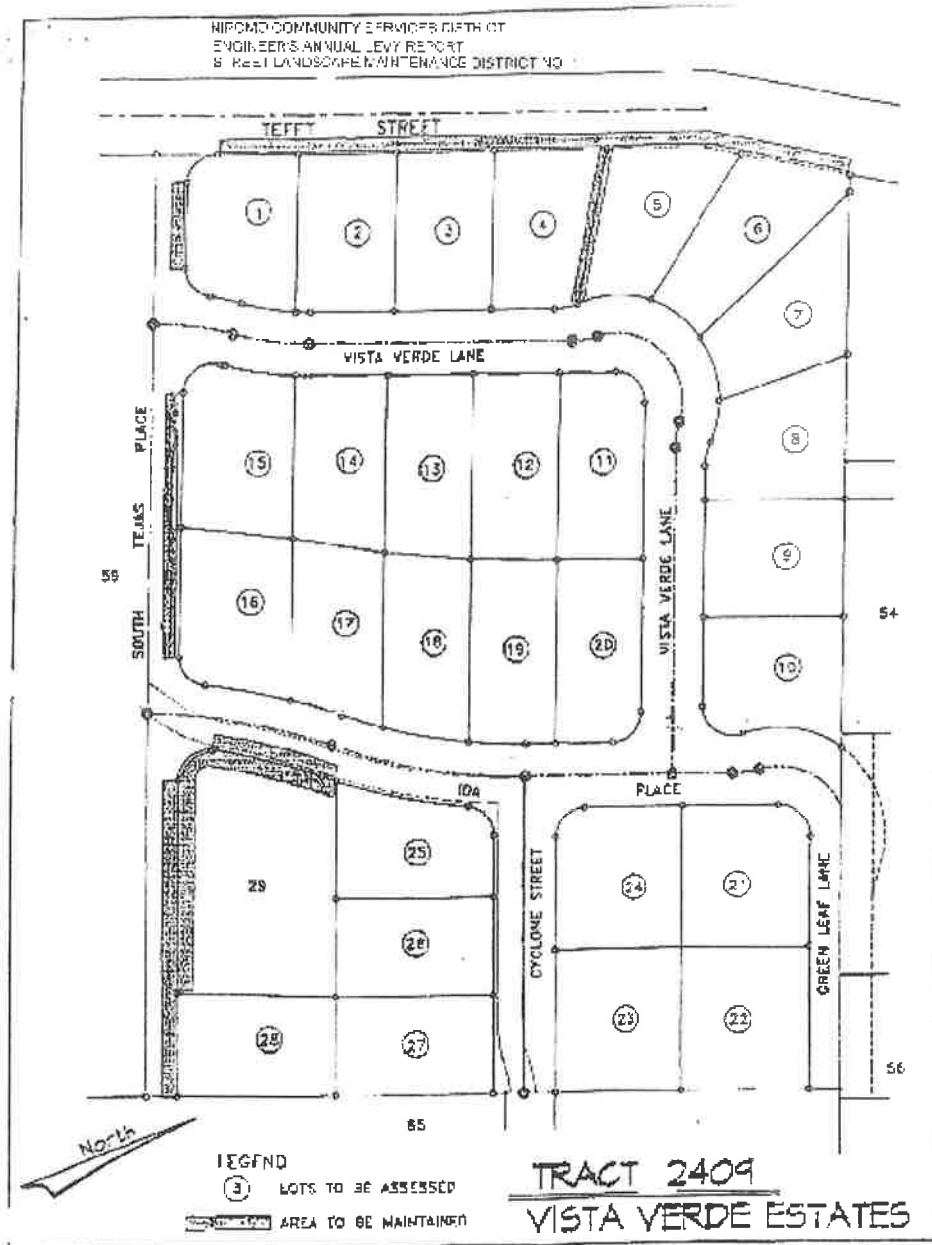 NIPOMO COMMUNITY SERVICES DISTRICT
ENGINEER'S ANNUAL LEVY REPORT
STREET LANDSCAPE MAINTENANCE DISTRICT NO
TEFFT STREET
1
2
3
4
5
6
7
VISTA VERDE LANE
8
SOUTH TEJAS PLACE
15
14
13
12
11
VISTA VERDE LANE
9
59
54
16
17
18
19
20
10
IDA
PLACE
25
29
CYCLONE STREET
24
21
GREEN LEAF LANE
26
28
27
23
22
56
65
North
LEGEND
3 LOTS TO BE ASSESSED
AREA TO BE MAINTAINED
TRACT 2409
VISTA VERDE ESTATES